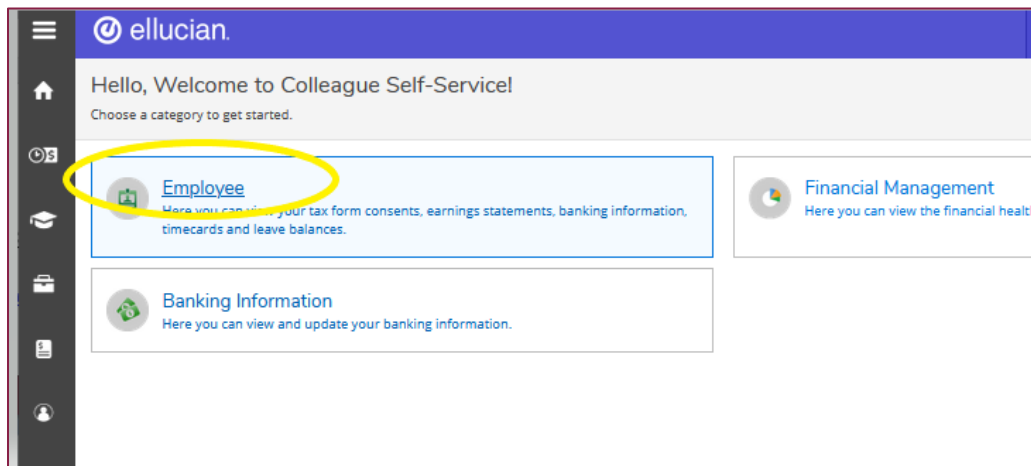 ellucian.
Hello, Welcome to Colleague Self-Service!
Choose a category to get started.
Employee
Here you can view your tax form consents, earnings statements, banking information,
timecards and leave balances.
Financial Management
Here you can view the financial healt
Banking Information
Here you can view and update your banking information.